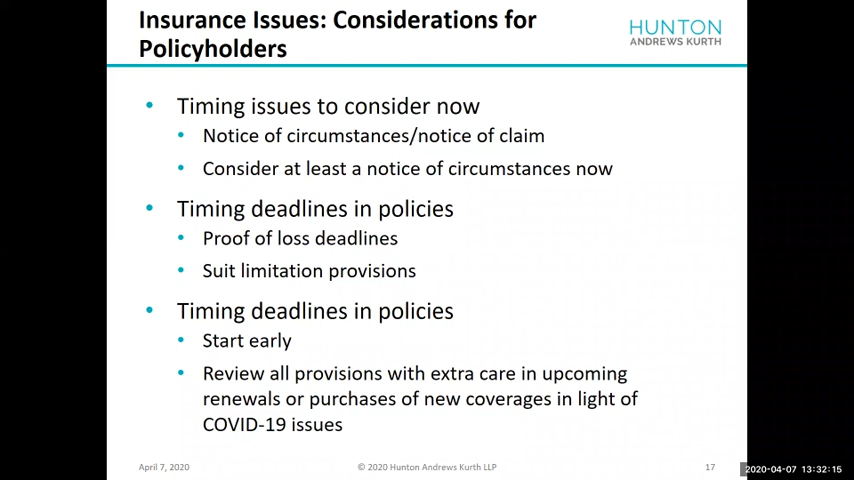 Insurance Issues: Considerations for
Policyholders
HUNTON
ANDREWS KURTH
• Timing issues to consider now
• Notice of circumstances/notice of claim
• Consider at least a notice of circumstances now
• Timing deadlines in policies
• Proof of loss deadlines
• Suit limitation provisions
• Timing deadlines in policies
• Start early
• Review all provisions with extra care in upcoming
renewals or purchases of new coverages in light of
COVID-19 issues
April 7, 2020
© 2020 Hunton Andrews Kurth LLP
17
2020-04-07 13:32:15